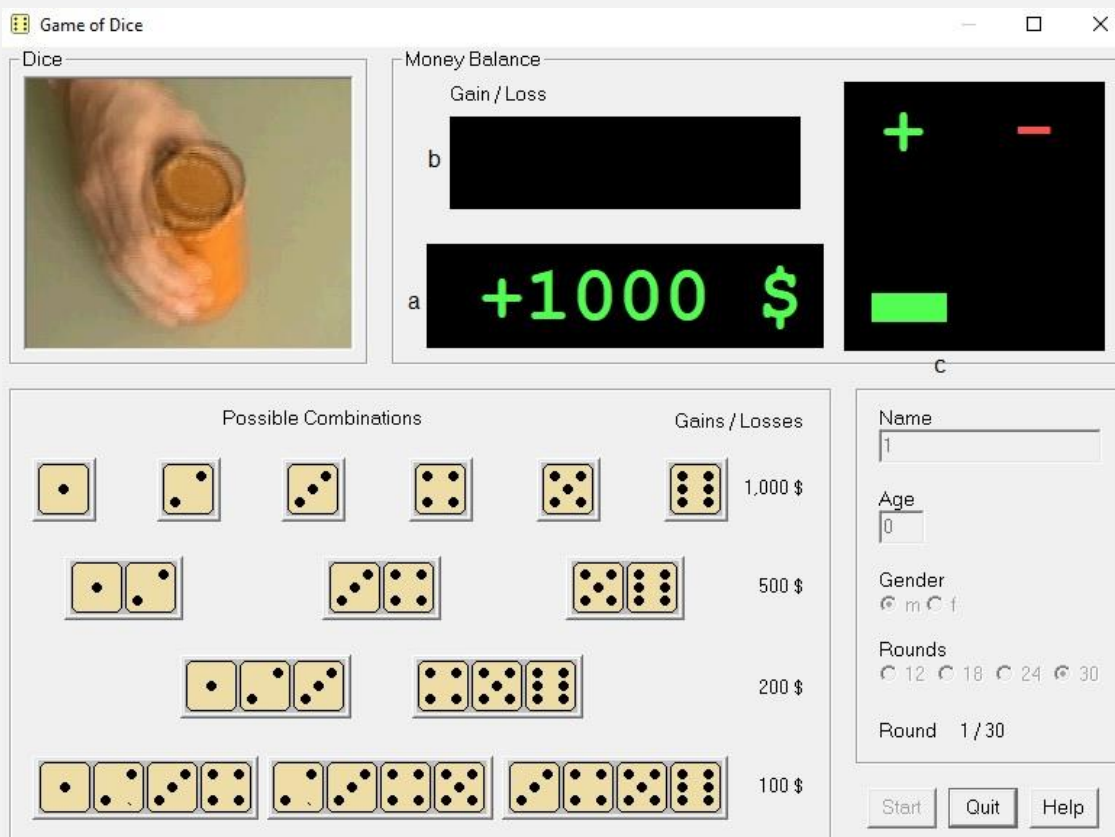 Game of Dice
Dice
Money Balance
Gain / Loss
b
+ −
a
+1000 $
c
Possible Combinations
Gains / Losses
1,000 $
500 $
200 $
100 $
Name
1
Age
0
Gender
m f
Rounds
12 18 24 30
Round 1 / 30
Start Quit Help